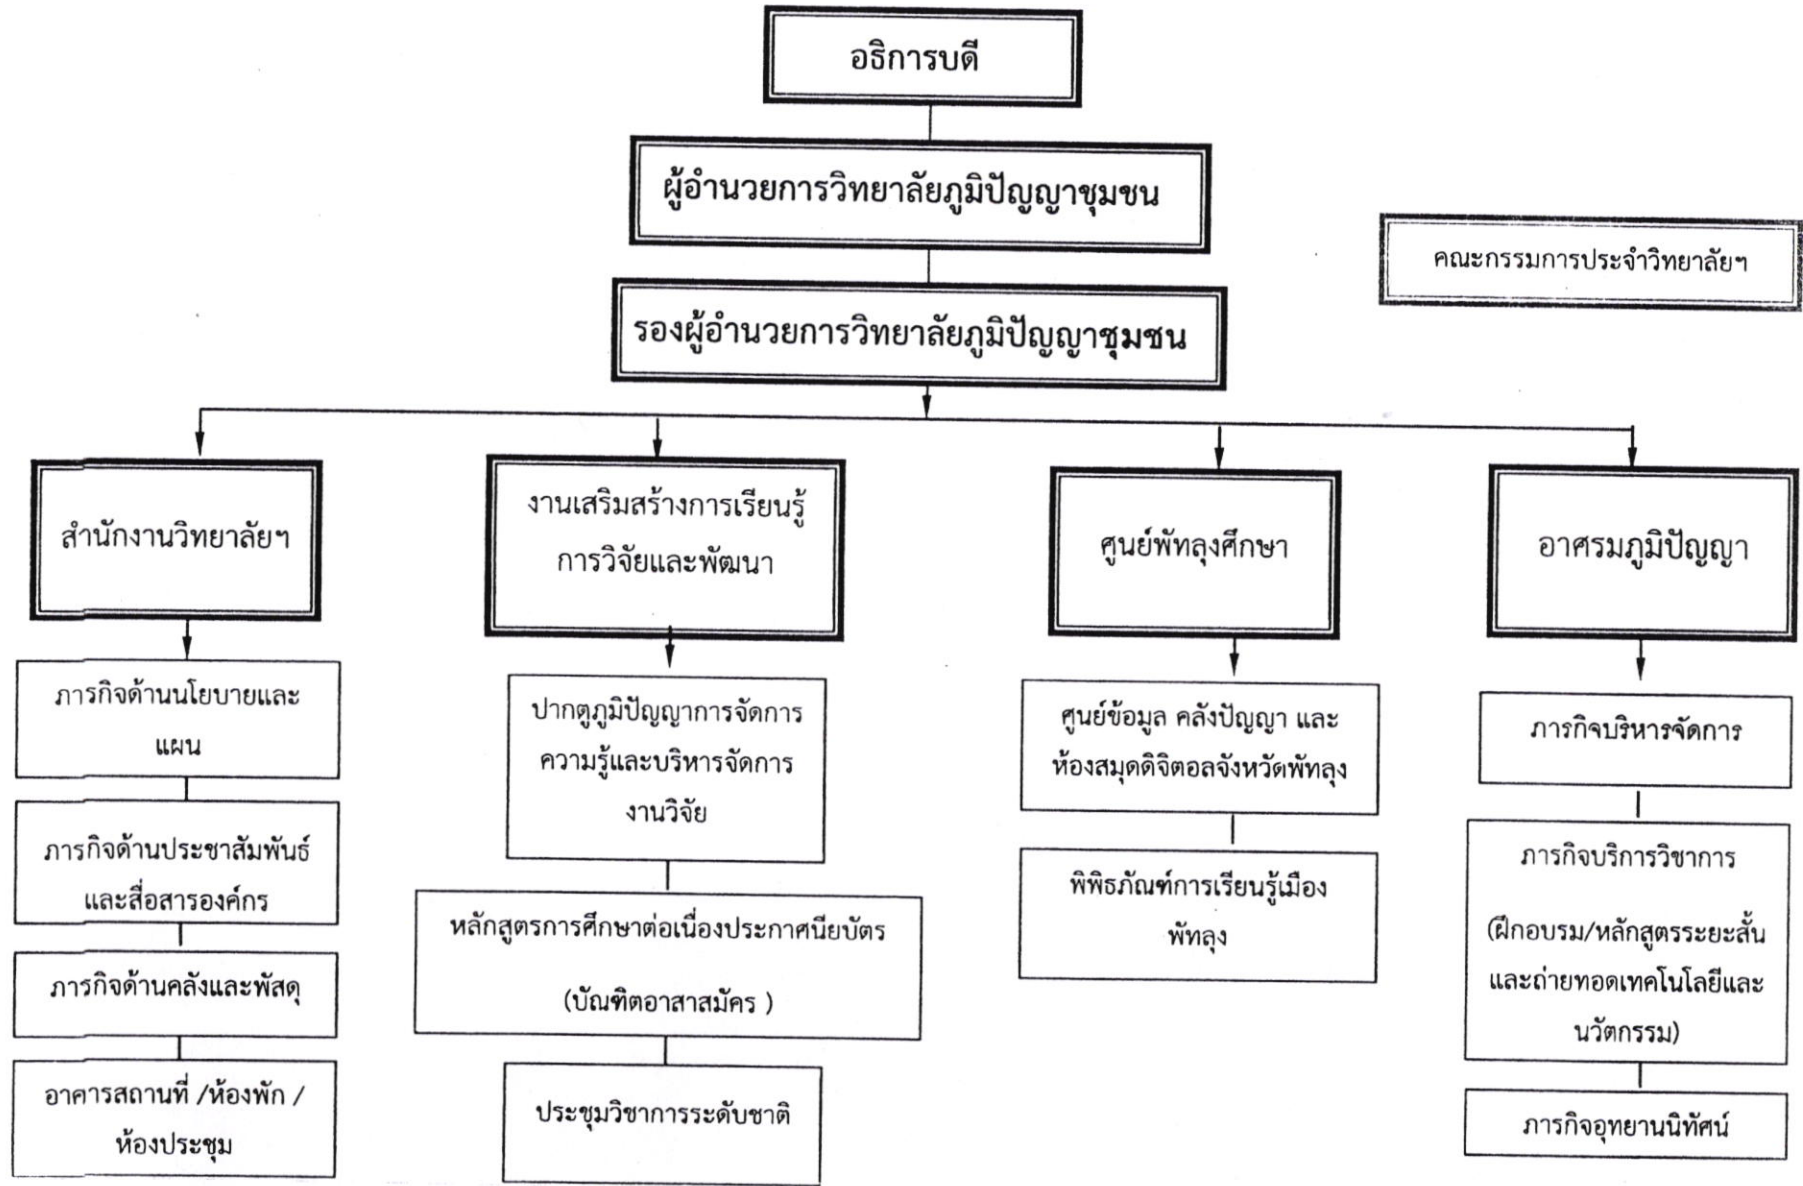 อธิการบดี
ผู้อำนวยการวิทยาลัยภูมิปัญญาชุมชน
คณะกรรมการประจำวิทยาลัยฯ
รองผู้อำนวยการวิทยาลัยภูมิปัญญาชุมชน
สำนักงานวิทยาลัยฯ
ภารกิจด้านนโยบายและ
แผน
ภารกิจด้านประชาสัมพันธ์
และสื่อสารองค์กร
ภารกิจด้านคลังและพัสดุ
อาคารสถานที่ /ห้องพัก /
ห้องประชุม
งานเสริมสร้างการเรียนรู้
การวิจัยและพัฒนา
ปากตูภูมิปัญญาการจัดการ
ความรู้และบริหารจัดการ
งานวิจัย
หลักสูตรการศึกษาต่อเนื่องประกาศนียบัตร
(บัณฑิตอาสาสมัคร )
ประชุมวิชาการระดับชาติ
ศูนย์พัทลุงศึกษา
ศูนย์ข้อมูล คลังปัญญา และ
ห้องสมุดดิจิตอลจังหวัดพัทลุง
พิพิธภัณฑ์การเรียนรู้เมือง
พัทลุง
อาศรมภูมิปัญญา
ภารกิจบริหารจัดการ
ภารกิจบริการวิชาการ
(ฝึกอบรม/หลักสูตรระยะสั้น
และถ่ายทอดเทคโนโลยีและ
นวัตกรรม)
ภารกิจอุทยานนิทัศน์